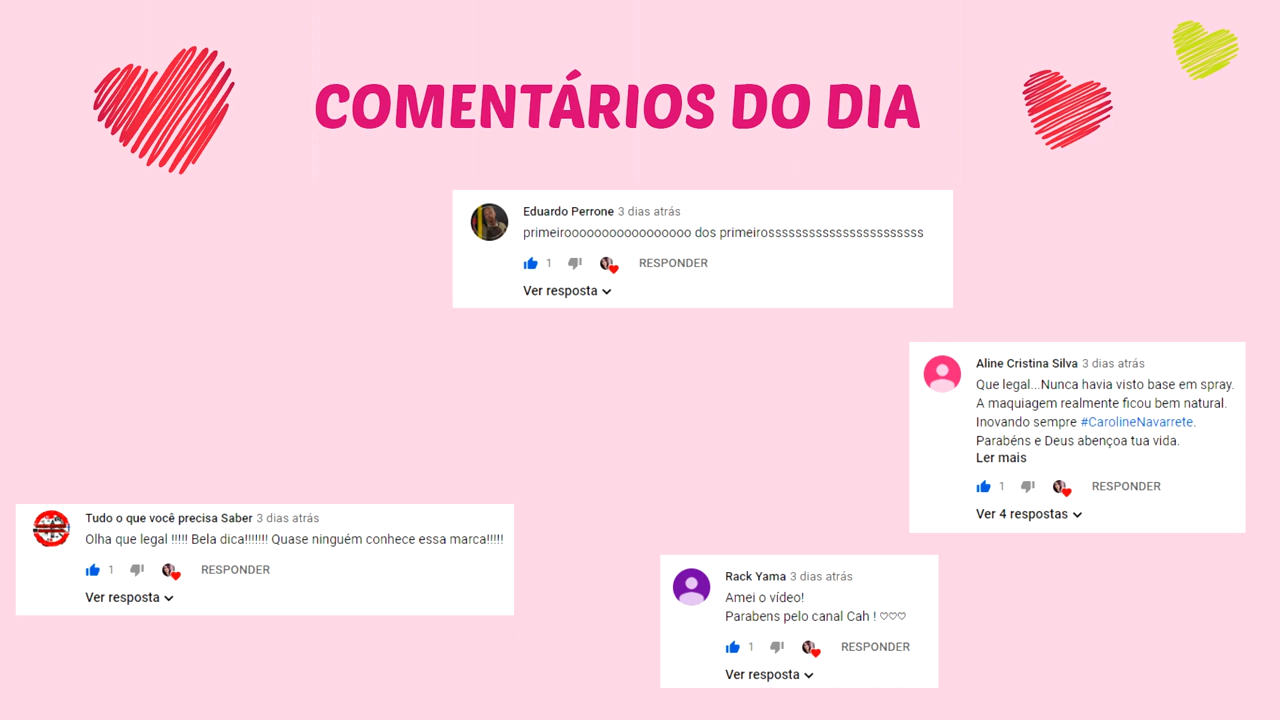 COMENTÁRIOS DO DIA
Eduardo Perrone 3 dias atrás
primeirooooooooooooooooo dos primeirosssssssssssssssssssssss
1 RESPONDER
Ver resposta
Aline Cristina Silva 3 dias atrás
Que legal...Nunca havia visto base em spray.
A maquiagem realmente ficou bem natural.
Inovando sempre #CarolineNavarrete.
Parabéns e Deus abençoa tua vida.
Ler mais
1 RESPONDER
Ver 4 respostas
Tudo o que você precisa Saber 3 dias atrás
Olha que legal !!!!! Bela dica!!!!!!! Quase ninguém conhece essa marca!!!!!
1 RESPONDER
Ver resposta
Rack Yama 3 dias atrás
Amei o vídeo!
Parabens pelo canal Cah ! ♡♡♡
1 RESPONDER
Ver resposta